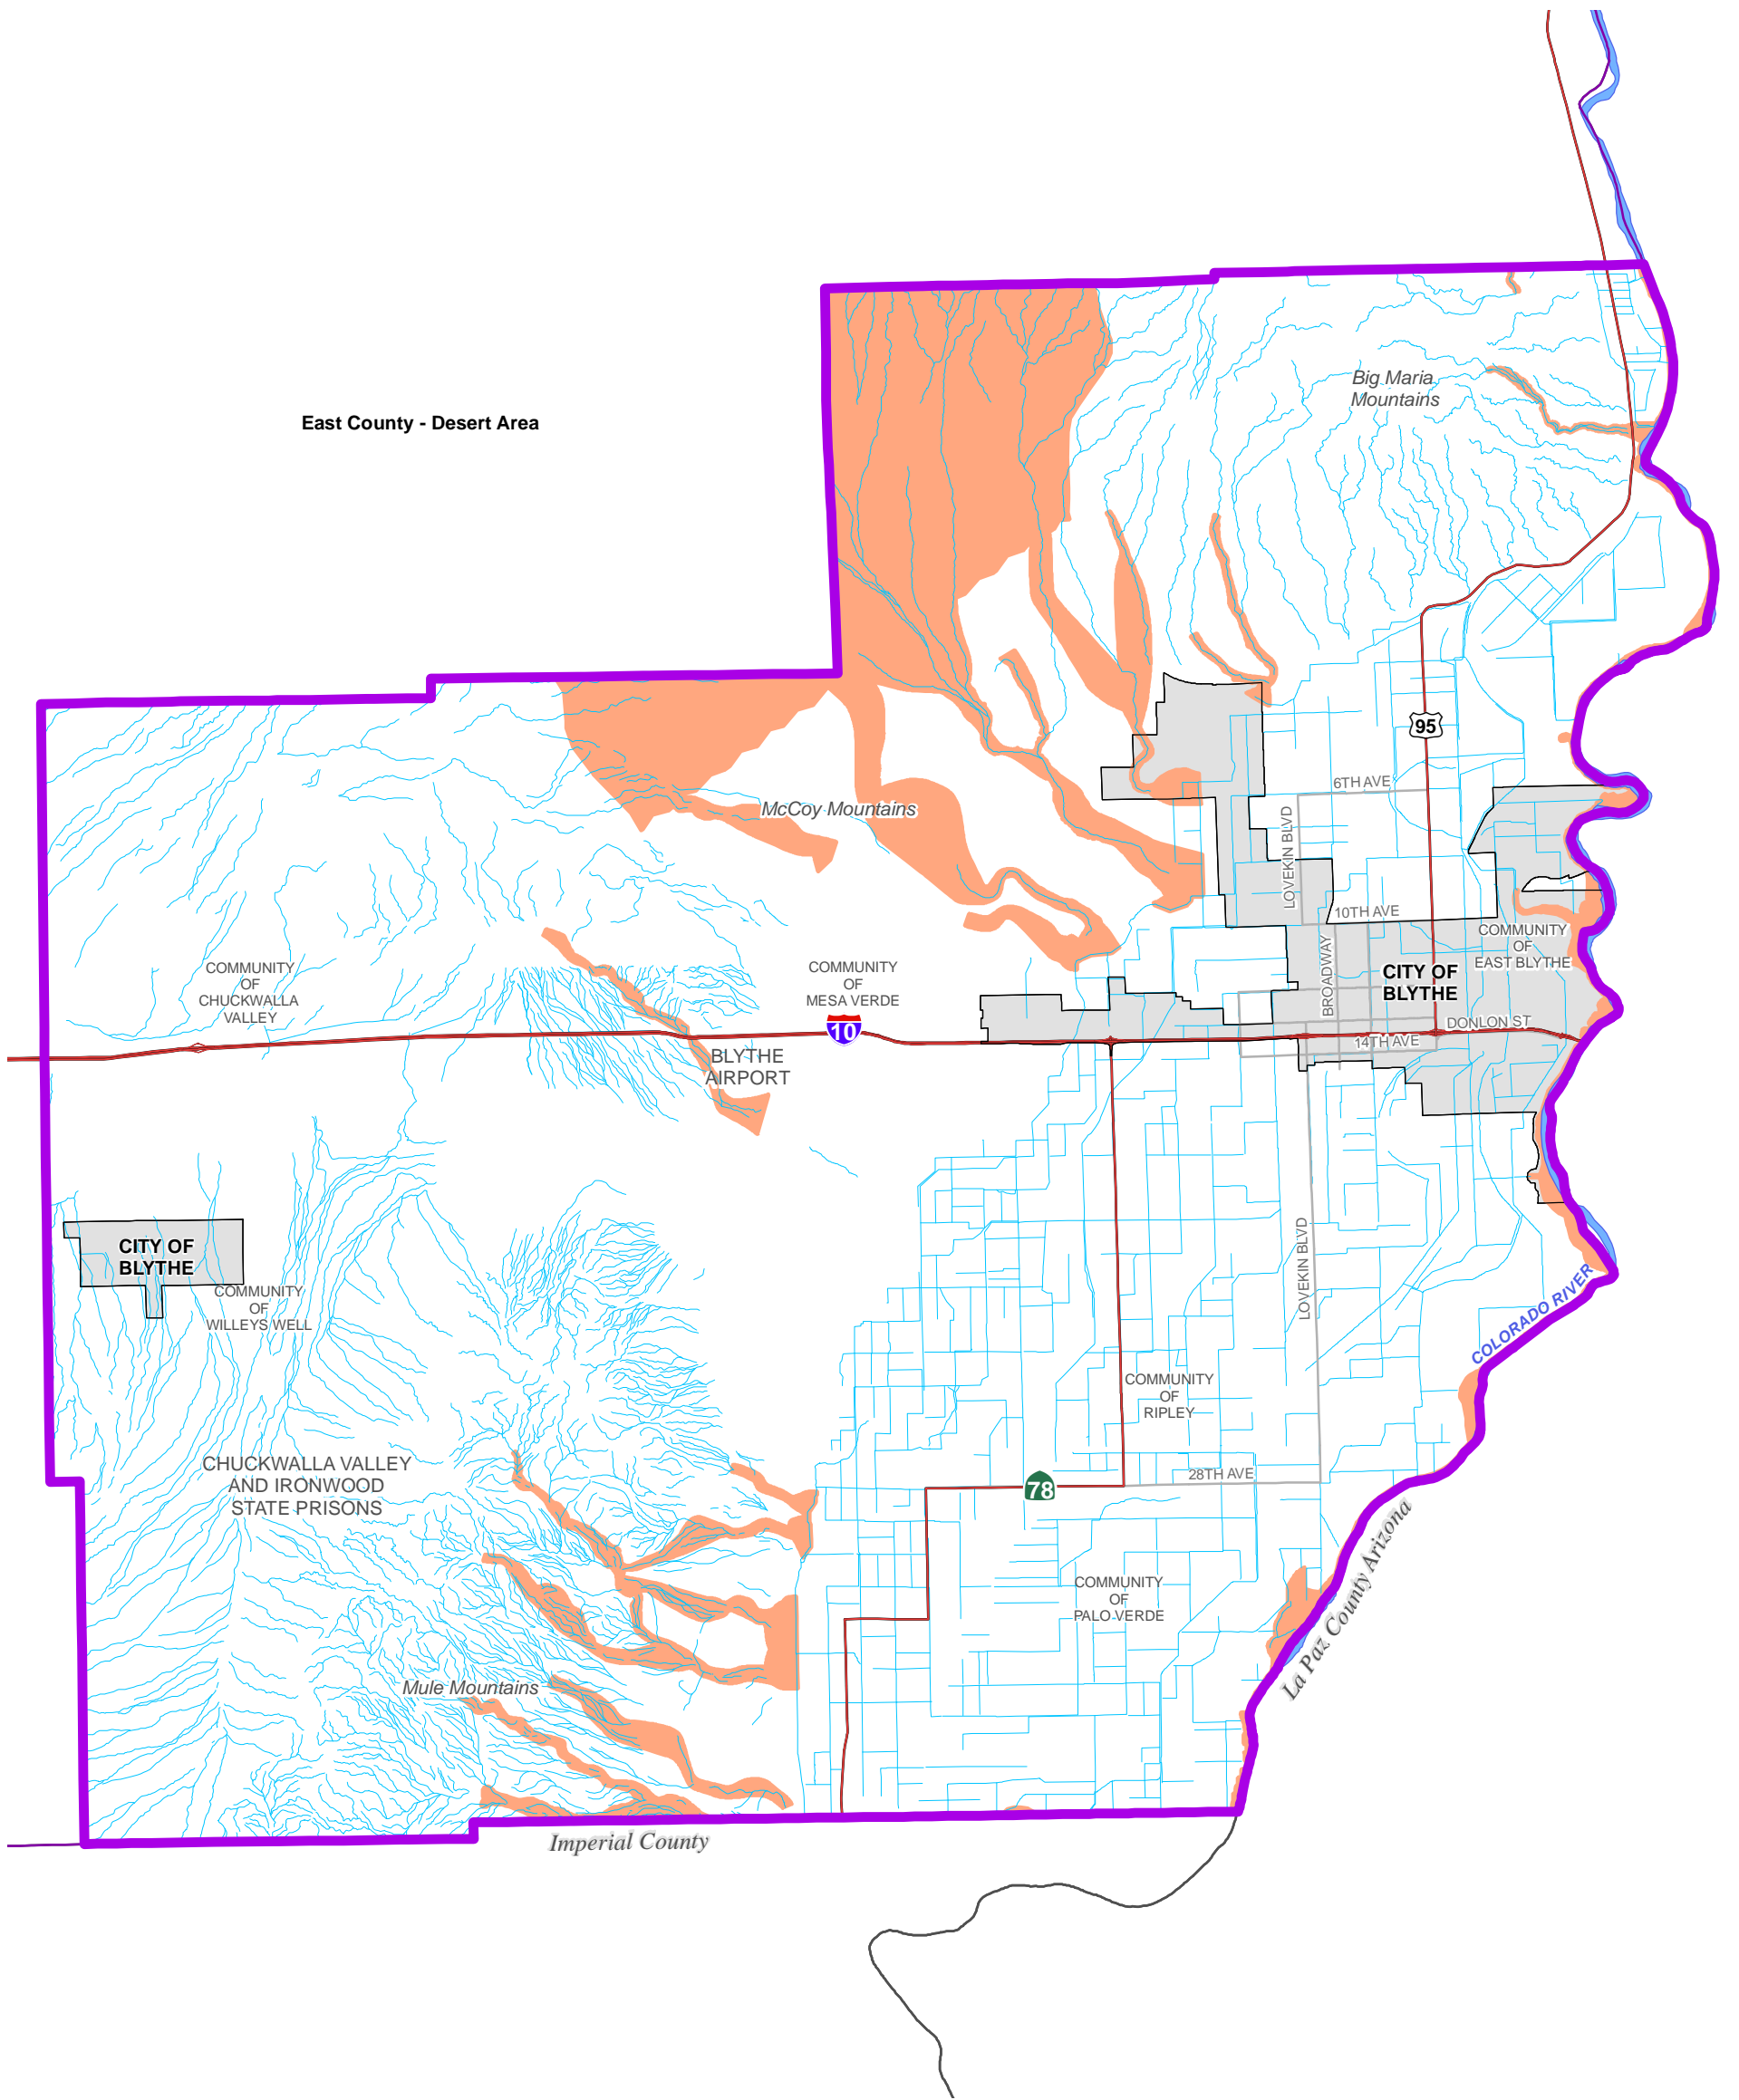 Big Maria
Mountains
East County - Desert Area
95
6TH AVE
McCoy Mountains
LOVEKIN BLVD
10TH AVE
COMMUNITY
OF
EAST BLYTHE
BROADWAY
CITY OF
BLYTHE
COMMUNITY
OF
CHUCKWALLA
VALLEY
COMMUNITY
OF
MESA VERDE
10
DONLON ST
14TH AVE
BLYTHE
AIRPORT
CITY OF
BLYTHE
COMMUNITY
OF
WILLEYS WELL
LOVEKIN BLVD
COLORADO RIVER
COMMUNITY
OF
RIPLEY
CHUCKWALLA VALLEY
AND IRONWOOD
STATE PRISONS
28TH AVE
78
La Paz County Arizona
COMMUNITY
OF
PALO VERDE
Mule Mountains
Imperial County